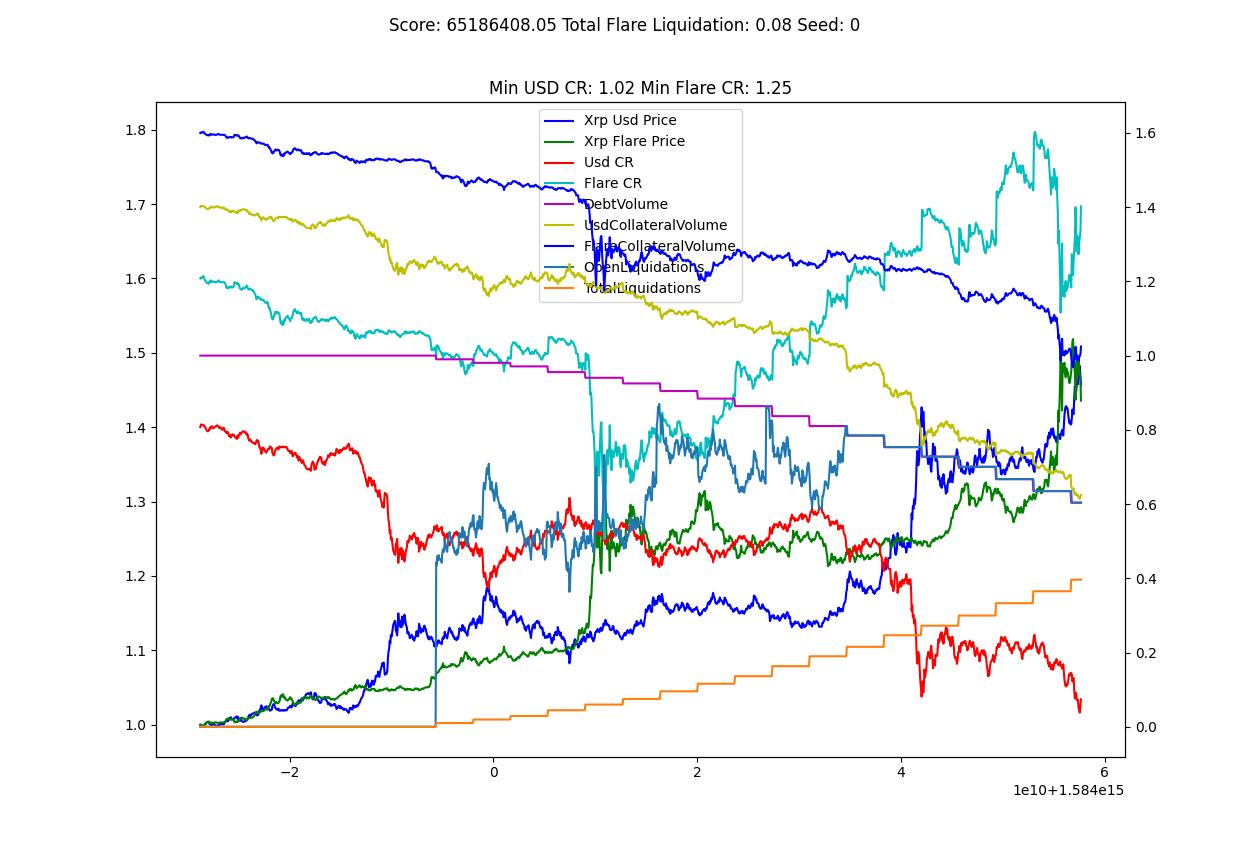 Score: 65186408.05 Total Flare Liquidation: 0.08 Seed: 0
Min USD CR: 1.02 Min Flare CR: 1.25
Xrp Usd Price
Xrp Flare Price
Usd CR
Flare CR
DebtVolume
UsdCollateralVolume
FlareCollateralVolume
OpenLiquidations
TotalLiquidations
1.8
1.7
1.6
1.5
1.4
1.3
1.2
1.1
1.0
1.6
1.4
1.2
1.0
0.8
0.6
0.4
0.2
0.0
−2
0
2
4
6
1e10+1.584e15